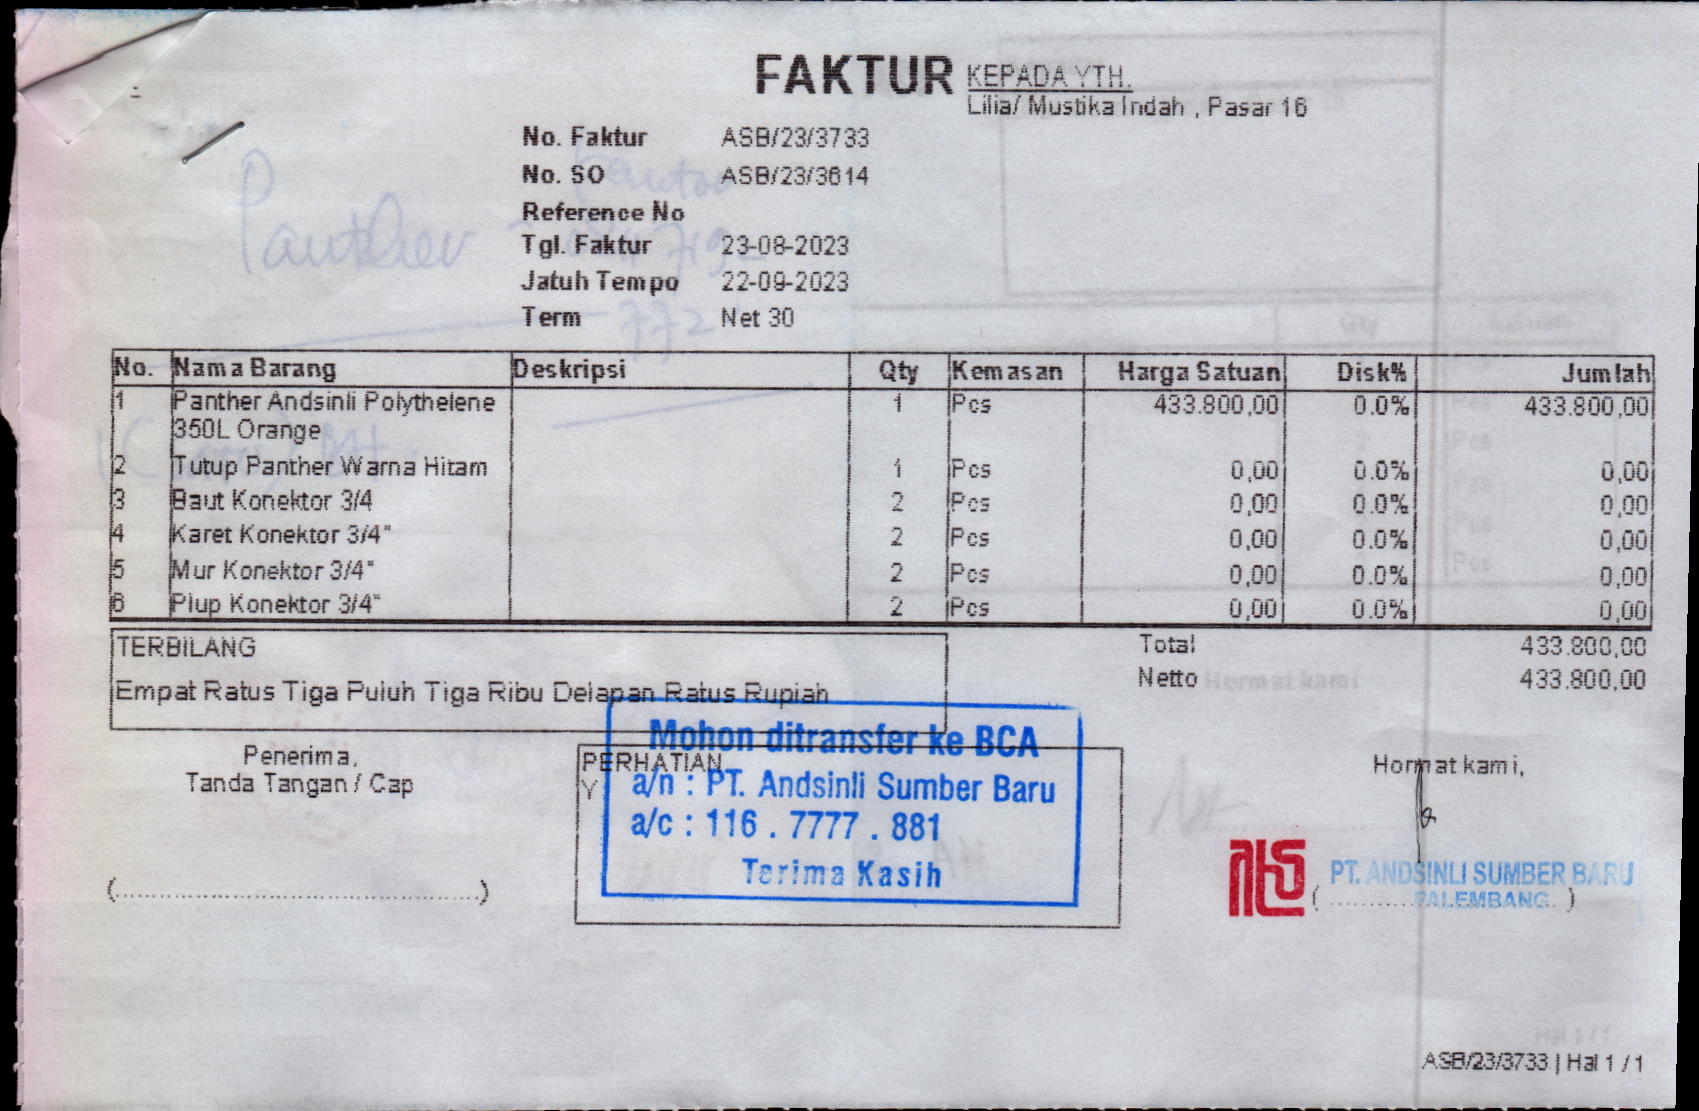 FAKTUR
KEPADA YTH.
Lilia/ Mustika Indah , Pasar 16
No. Faktur ASB/23/3733
No. SO ASB/23/3614
Reference No
Tgl. Faktur 23-08-2023
Jatuh Tempo 22-09-2023
Term Net 30
Panther
772
No. Nama Barang Deskripsi Qty Kemasan Harga Satuan Disk% Jumlah
1 Panther Andsinli Polythelene 1 Pcs 433.800,00 0.0% 433.800,00
350L Orange
2 Tutup Panther Warna Hitam 1 Pcs 0,00 0.0% 0,00
3 Baut Konektor 3/4 2 Pcs 0,00 0.0% 0,00
4 Karet Konektor 3/4" 2 Pcs 0,00 0.0% 0,00
5 Mur Konektor 3/4" 2 Pcs 0,00 0.0% 0,00
6 Plup Konektor 3/4" 2 Pcs 0,00 0.0% 0,00
TERBILANG
Empat Ratus Tiga Puluh Tiga Ribu Delapan Ratus Rupiah
Total 433.800,00
Netto 433.800,00
Hormat kami
Penerima,
Tanda Tangan / Cap
(...............................................)
PERHATIAN
Y
Mohon ditransfer ke BCA
a/n : PT. Andsinli Sumber Baru
a/c : 116 . 7777 . 881
Terima Kasih
Hormat kami,
PT. ANDSINLI SUMBER BARU
PALEMBANG
Hal 1 / 1
ASB/23/3733 | Hal 1 / 1